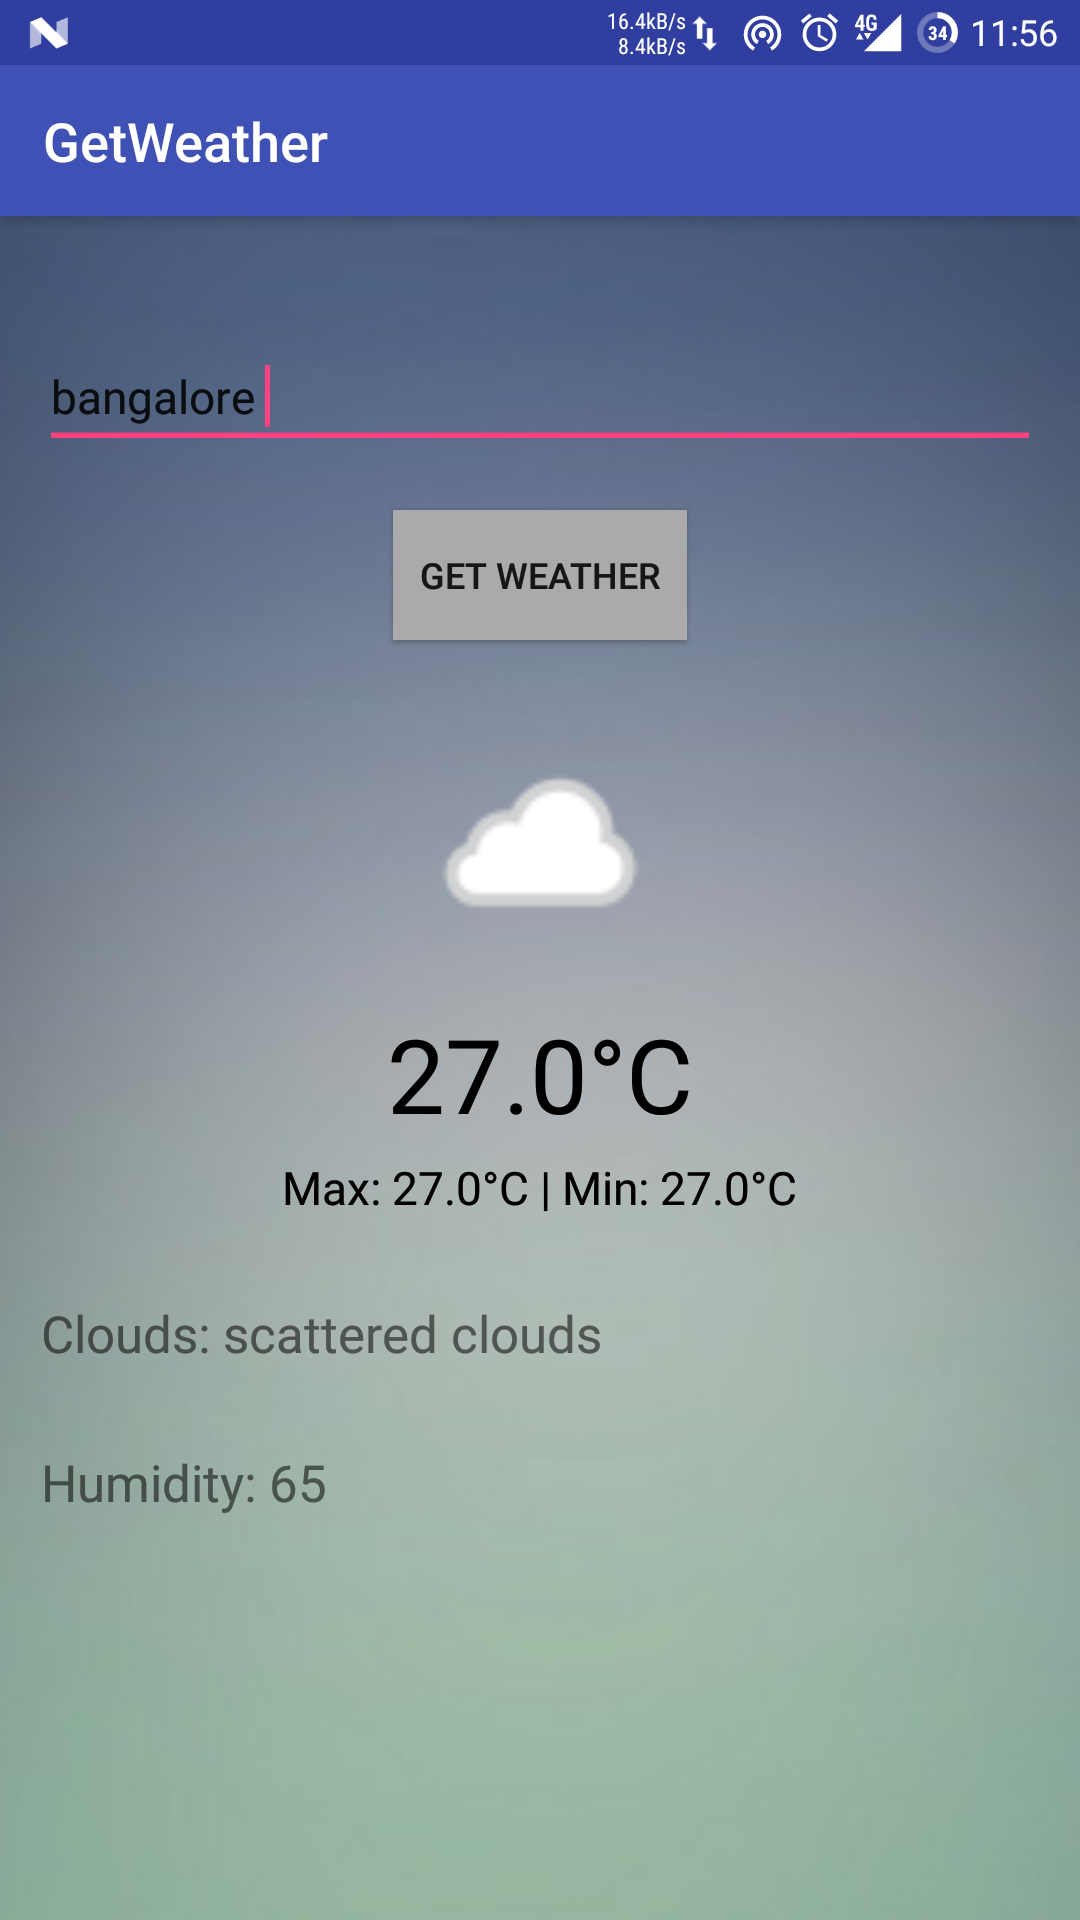 16.4kB/s
8.4kB/s
4G
34
11:56
GetWeather
bangalore
GET WEATHER
27.0°C
Max: 27.0°C | Min: 27.0°C
Clouds: scattered clouds
Humidity: 65